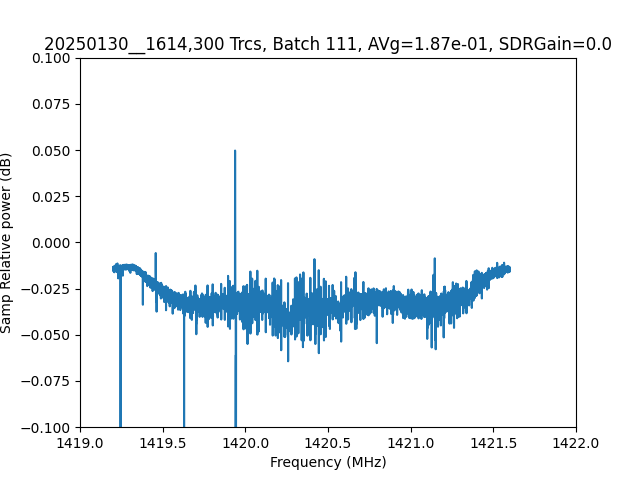 20250130__1614,300 Trcs, Batch 111, AVg=1.87e-01, SDRGain=0.0
0.100
0.075
0.050
0.025
0.000
−0.025
−0.050
−0.075
−0.100
Samp Relative power (dB)
1419.0 1419.5 1420.0 1420.5 1421.0 1421.5 1422.0
Frequency (MHz)